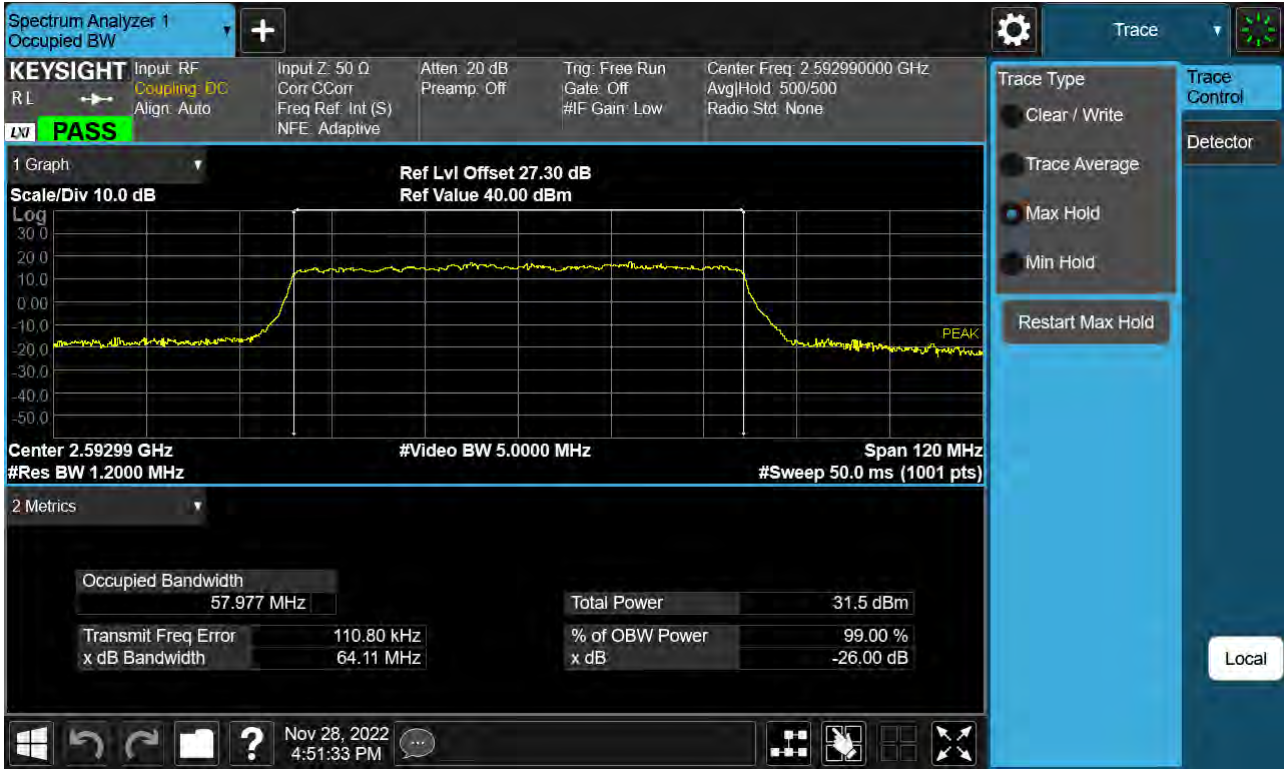 Spectrum Analyzer 1
Occupied BW
+
Trace
KEYSIGHT
R L
LXI PASS
Input: RF
Coupling: DC
Align: Auto
Input Z: 50 Ω
Corr CCorr
Freq Ref: Int (S)
NFE: Adaptive
Atten: 20 dB
Preamp: Off
Trig: Free Run
Gate: Off
#IF Gain: Low
Center Freq: 2.592990000 GHz
Avg|Hold: 500/500
Radio Std: None
1 Graph
Scale/Div 10.0 dB
Ref Lvl Offset 27.30 dB
Ref Value 40.00 dBm
Log
30.0
20.0
10.0
0.00
-10.0
-20.0
-30.0
-40.0
-50.0
PEAK
Center 2.59299 GHz
#Video BW 5.0000 MHz
Span 120 MHz
#Res BW 1.2000 MHz
#Sweep 50.0 ms (1001 pts)
2 Metrics
Occupied Bandwidth
57.977 MHz
Transmit Freq Error 110.80 kHz
x dB Bandwidth 64.11 MHz
Total Power 31.5 dBm
% of OBW Power 99.00 %
x dB -26.00 dB
Trace Type
Clear / Write
Trace Average
Max Hold
Min Hold
Restart Max Hold
Trace
Control
Detector
Local
?
Nov 28, 2022
4:51:33 PM